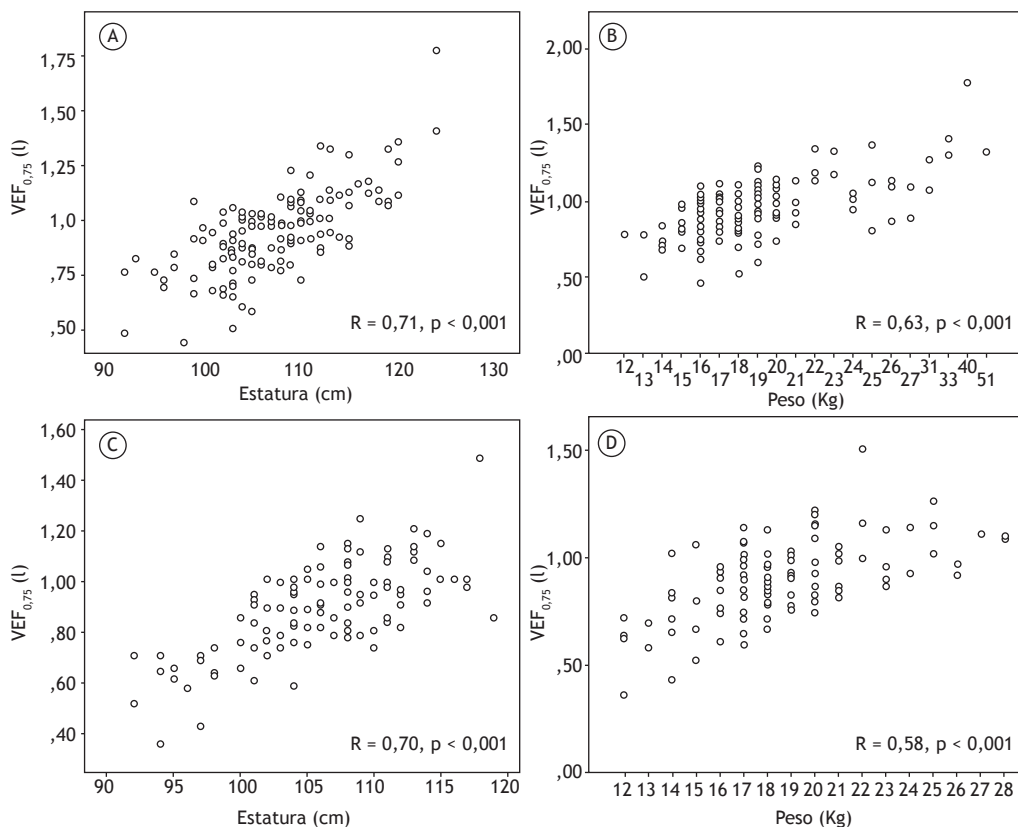 A
VEF0,75 (l)
1,75
1,50
1,25
1,0
,75
,50
R = 0,71, p < 0,001
100 110 120 130
Estatura (cm)
B
VEF0,75 (l)
2,00
1,50
1,00
,50
,00
R = 0,63, p < 0,001
12 14 16 18 20 22 24 26 31 40
13 15 17 19 21 23 25 27 33 51
Peso (Kg)
C
VEF0,75 (l)
1,60
1,40
1,20
1,00
,80
,60
,40
R = 0,70, p < 0,001
90 95 100 105 110 115 120
Estatura (cm)
D
VEF0,75 (l)
1,50
1,00
,50
,00
R = 0,58, p < 0,001
12 13 14 15 16 17 18 19 20 21 22 23 24 25 26 27 28
Peso (Kg)